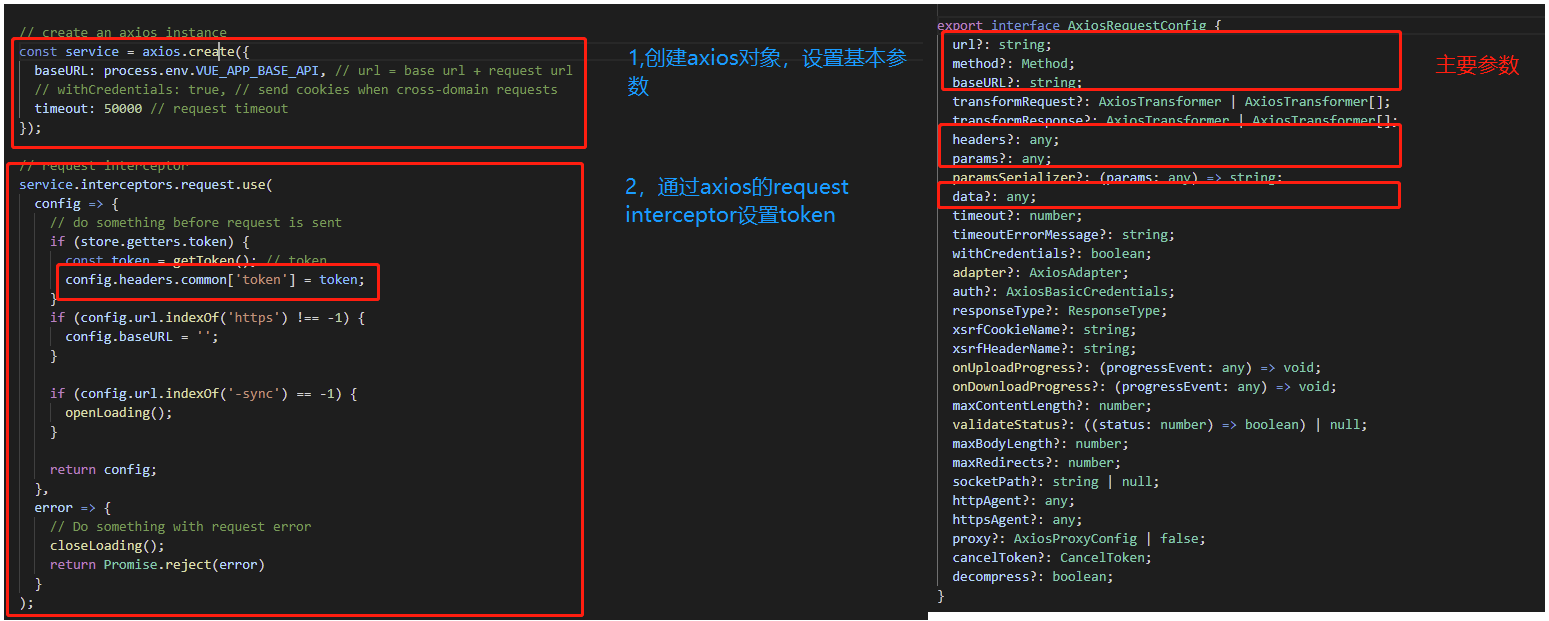 // create an axios instance
const service = axios.create({
baseURL: process.env.VUE_APP_BASE_API, // url = base url + request url
// withCredentials: true, // send cookies when cross-domain requests
timeout: 50000 // request timeout
});
// request interceptor
service.interceptors.request.use(
config => {
// do something before request is sent
if (store.getters.token) {
const token = getToken(); // token
config.headers.common['token'] = token;
}
if (config.url.indexOf('https') !== -1) {
config.baseURL = '';
}
if (config.url.indexOf('-sync') == -1) {
openLoading();
}
return config;
},
error => {
// Do something with request error
closeLoading();
return Promise.reject(error)
}
);
1,创建axios对象，设置基本参
数
2，通过axios的request
interceptor设置token
export interface AxiosRequestConfig {
url?: string;
method?: Method;
baseURL?: string;
transformRequest?: AxiosTransformer | AxiosTransformer[];
transformResponse?: AxiosTransformer | AxiosTransformer[];
headers?: any;
params?: any;
paramsSerializer?: (params: any) => string;
data?: any;
timeout?: number;
timeoutErrorMessage?: string;
withCredentials?: boolean;
adapter?: AxiosAdapter;
auth?: AxiosBasicCredentials;
responseType?: ResponseType;
xsrfCookieName?: string;
xsrfHeaderName?: string;
onUploadProgress?: (progressEvent: any) => void;
onDownloadProgress?: (progressEvent: any) => void;
maxContentLength?: number;
validateStatus?: ((status: number) => boolean) | null;
maxBodyLength?: number;
maxRedirects?: number;
socketPath?: string | null;
httpAgent?: any;
httpsAgent?: any;
proxy?: AxiosProxyConfig | false;
cancelToken?: CancelToken;
decompress?: boolean;
}
主要参数